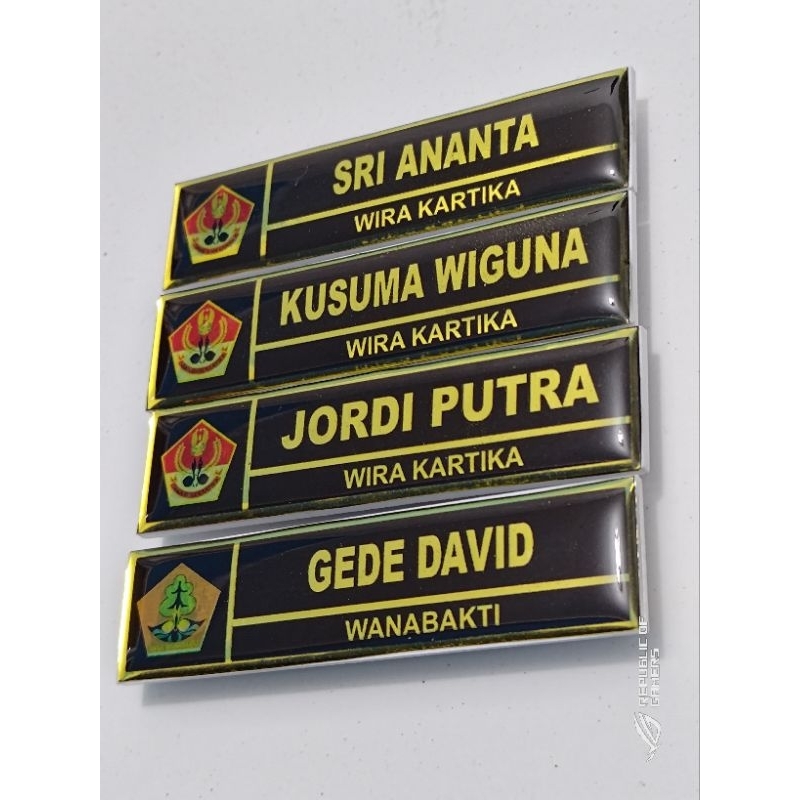 SRI ANANTA
WIRA KARTIKA
KUSUMA WIGUNA
WIRA KARTIKA
JORDI PUTRA
WIRA KARTIKA
GEDE DAVID
WANABAKTI
REPUBLIC OF
GAMERS